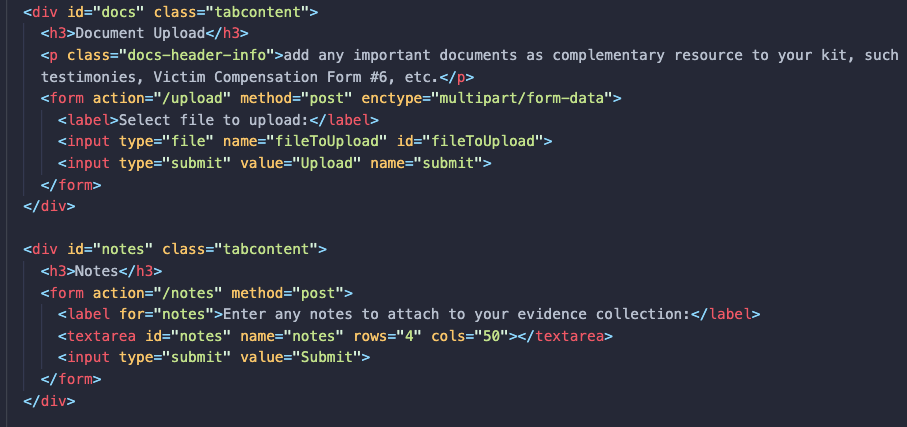 <div id="docs" class="tabcontent">
<h3>Document Upload</h3>
<p class="docs-header-info">add any important documents as complementary resource to your kit, such
testimonies, Victim Compensation Form #6, etc.</p>
<form action="/upload" method="post" enctype="multipart/form-data">
<label>Select file to upload:</label>
<input type="file" name="fileToUpload" id="fileToUpload">
<input type="submit" value="Upload" name="submit">
</form>
</div>
<div id="notes" class="tabcontent">
<h3>Notes</h3>
<form action="/notes" method="post">
<label for="notes">Enter any notes to attach to your evidence collection:</label>
<textarea id="notes" name="notes" rows="4" cols="50"></textarea>
<input type="submit" value="Submit">
</form>
</div>